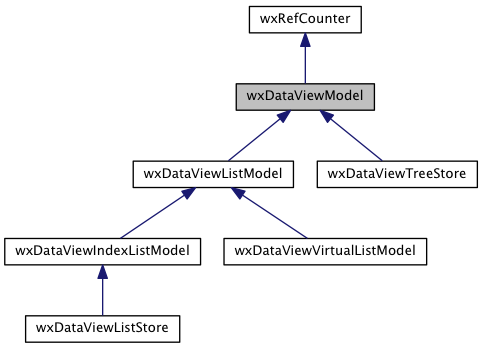 wxRefCounter
wxDataViewModel
wxDataViewListModel
wxDataViewTreeStore
wxDataViewIndexListModel
wxDataViewVirtualListModel
wxDataViewListStore